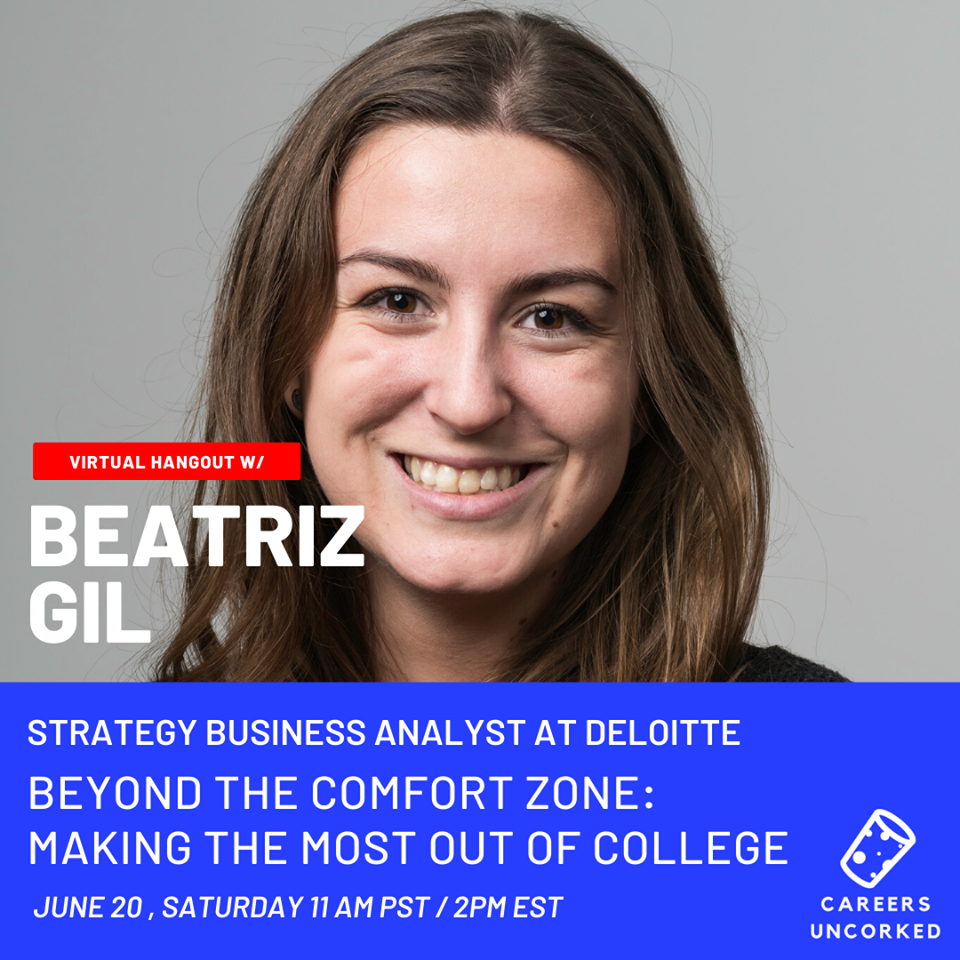 VIRTUAL HANGOUT W/
BEATRIZ
GIL
STRATEGY BUSINESS ANALYST AT DELOITTE
BEYOND THE COMFORT ZONE:
MAKING THE MOST OUT OF COLLEGE
JUNE 20 , SATURDAY 11 AM PST / 2PM EST
CAREERS
UNCORKED